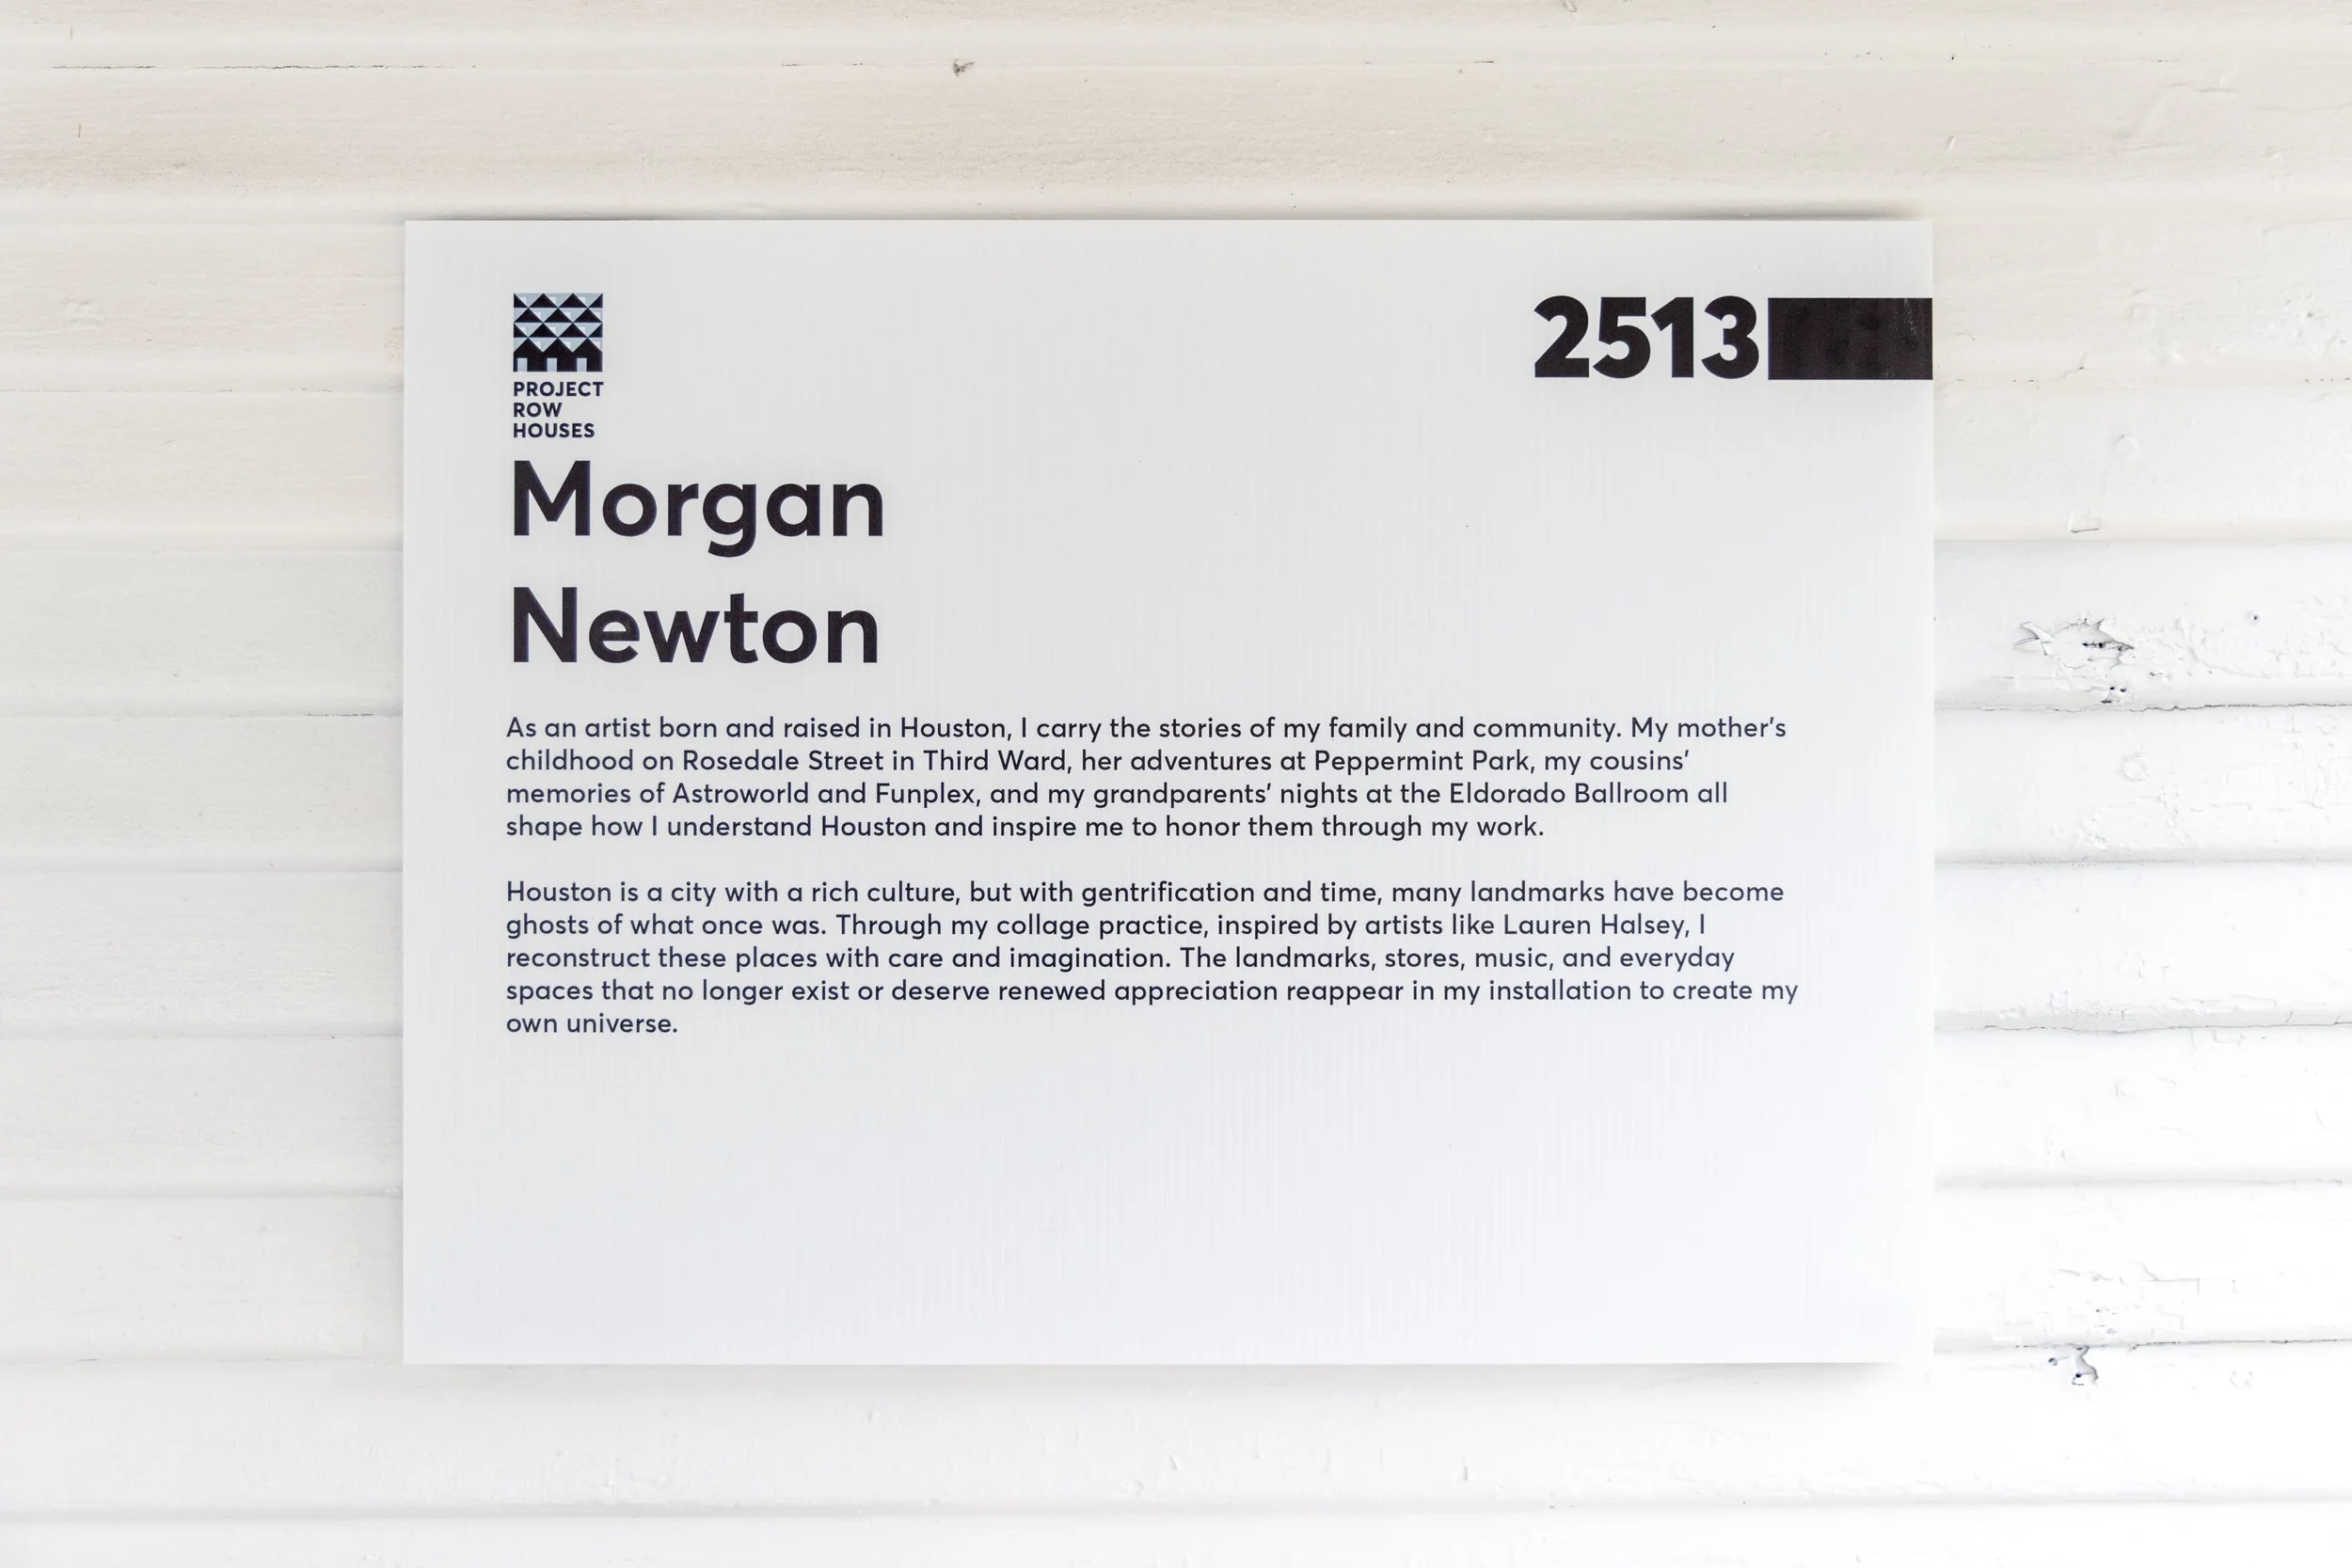 PROJECT
ROW
HOUSES
2513
Morgan
Newton
As an artist born and raised in Houston, I carry the stories of my family and community. My mother’s
childhood on Rosedale Street in Third Ward, her adventures at Peppermint Park, my cousins’
memories of Astroworld and Funplex, and my grandparents’ nights at the Eldorado Ballroom all
shape how I understand Houston and inspire me to honor them through my work.
Houston is a city with a rich culture, but with gentrification and time, many landmarks have become
ghosts of what once was. Through my collage practice, inspired by artists like Lauren Halsey, I
reconstruct these places with care and imagination. The landmarks, stores, music, and everyday
spaces that no longer exist or deserve renewed appreciation reappear in my installation to create my
own universe.